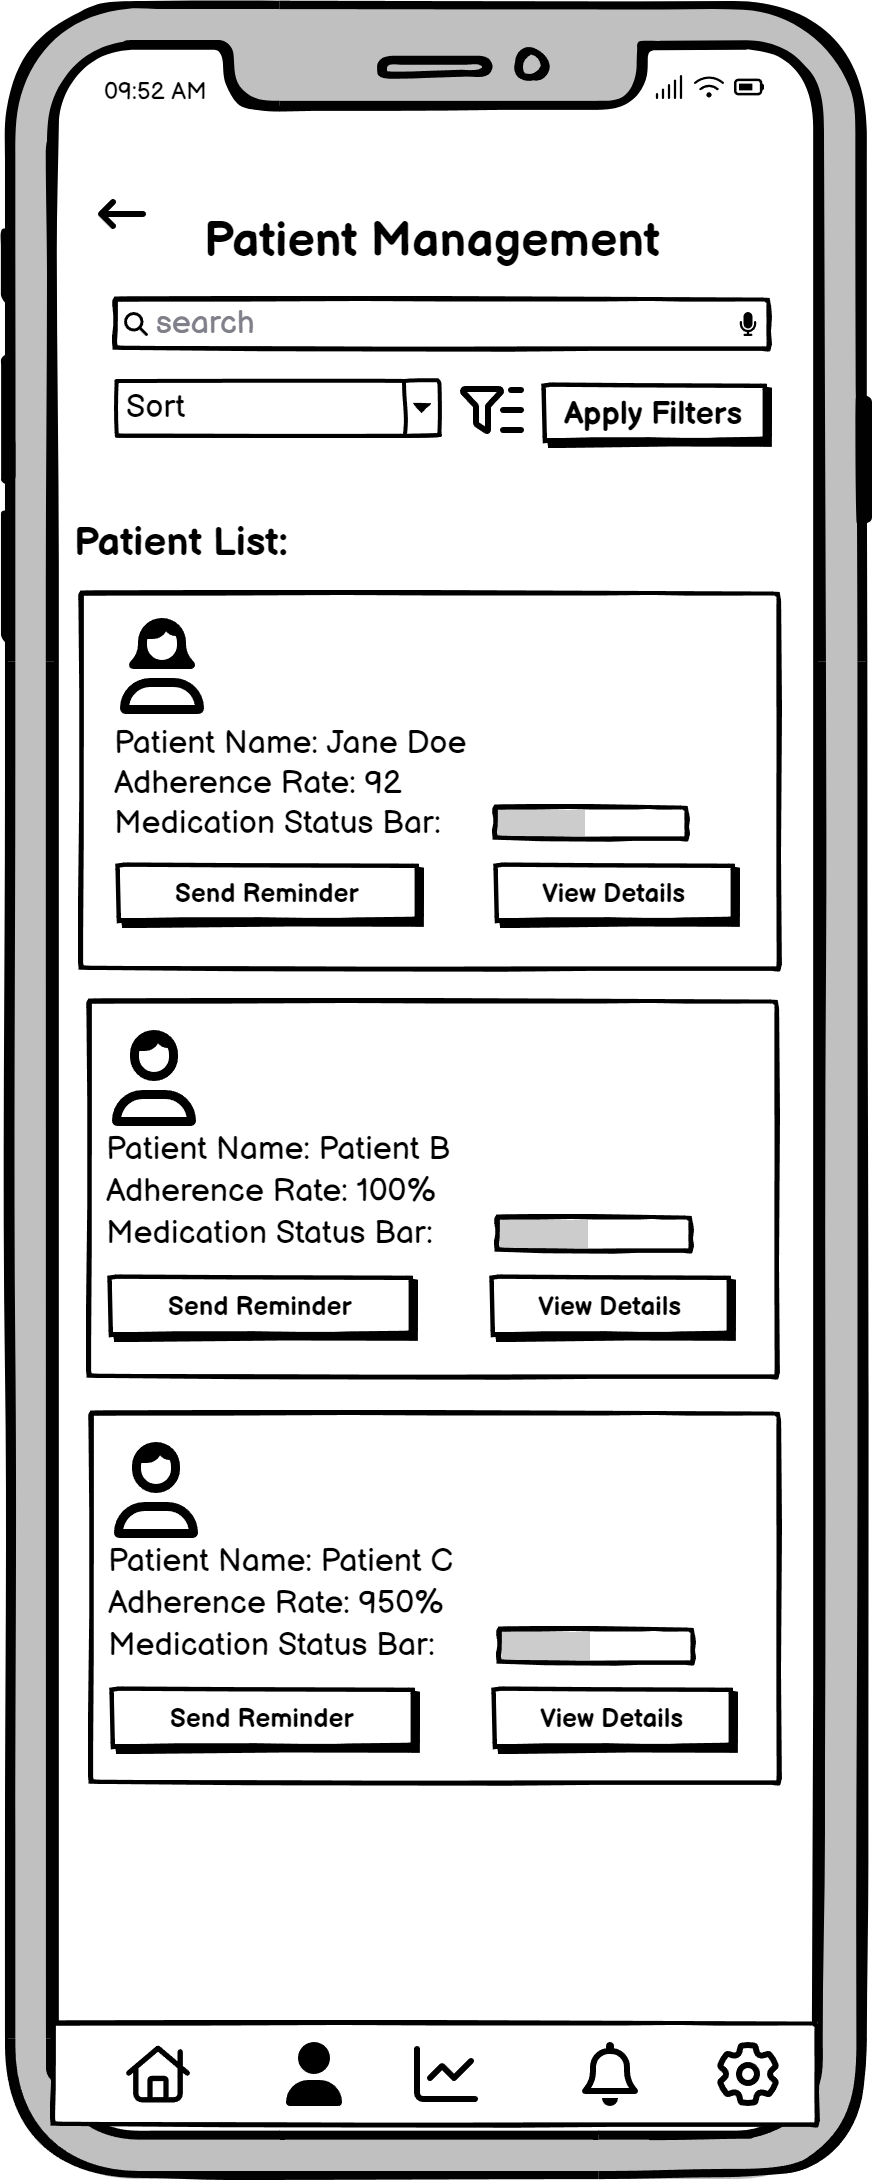 09:52 AM
Patient Management
search
Sort
Apply Filters
Patient List:
Patient Name: Jane Doe
Adherence Rate: 92
Medication Status Bar:
Send Reminder
View Details
Patient Name: Patient B
Adherence Rate: 100%
Medication Status Bar:
Send Reminder
View Details
Patient Name: Patient C
Adherence Rate: 950%
Medication Status Bar:
Send Reminder
View Details